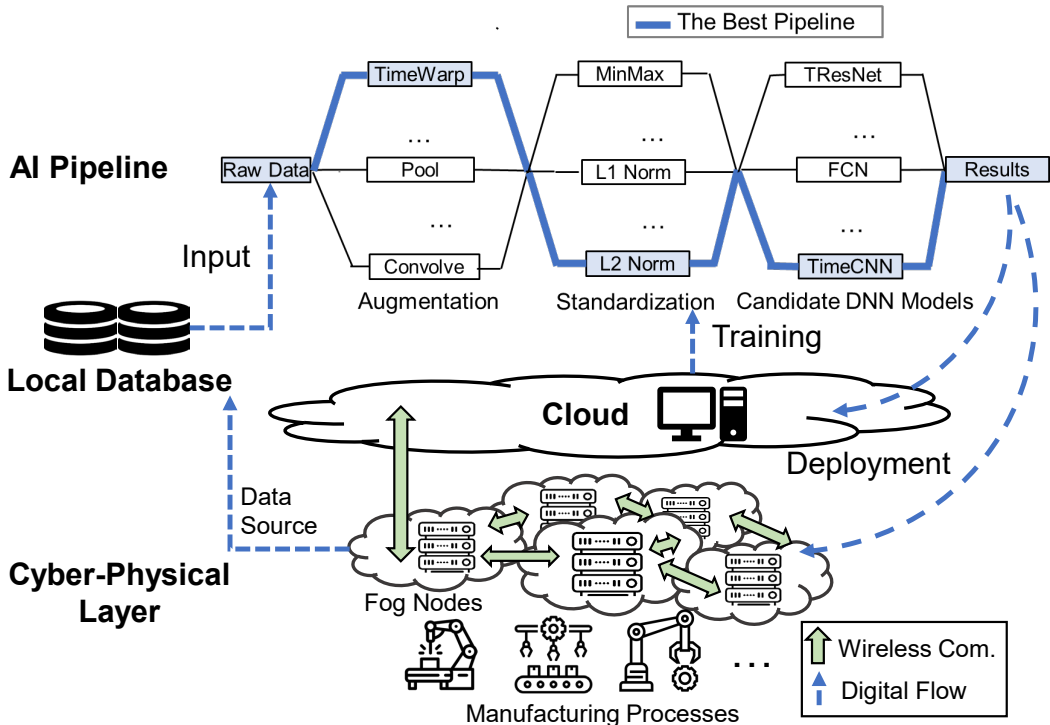 The Best Pipeline
TimeWarp
MinMax
TResNet
...
...
...
AI Pipeline
Raw Data
Pool
L1 Norm
FCN
Results
...
...
...
Input
Convolve
L2 Norm
TimeCNN
Augmentation
Standardization
Candidate DNN Models
Training
Local Database
Cloud
Deployment
Data
Source
Cyber-Physical
Layer
Fog Nodes
...
Manufacturing Processes
Wireless Com.
Digital Flow